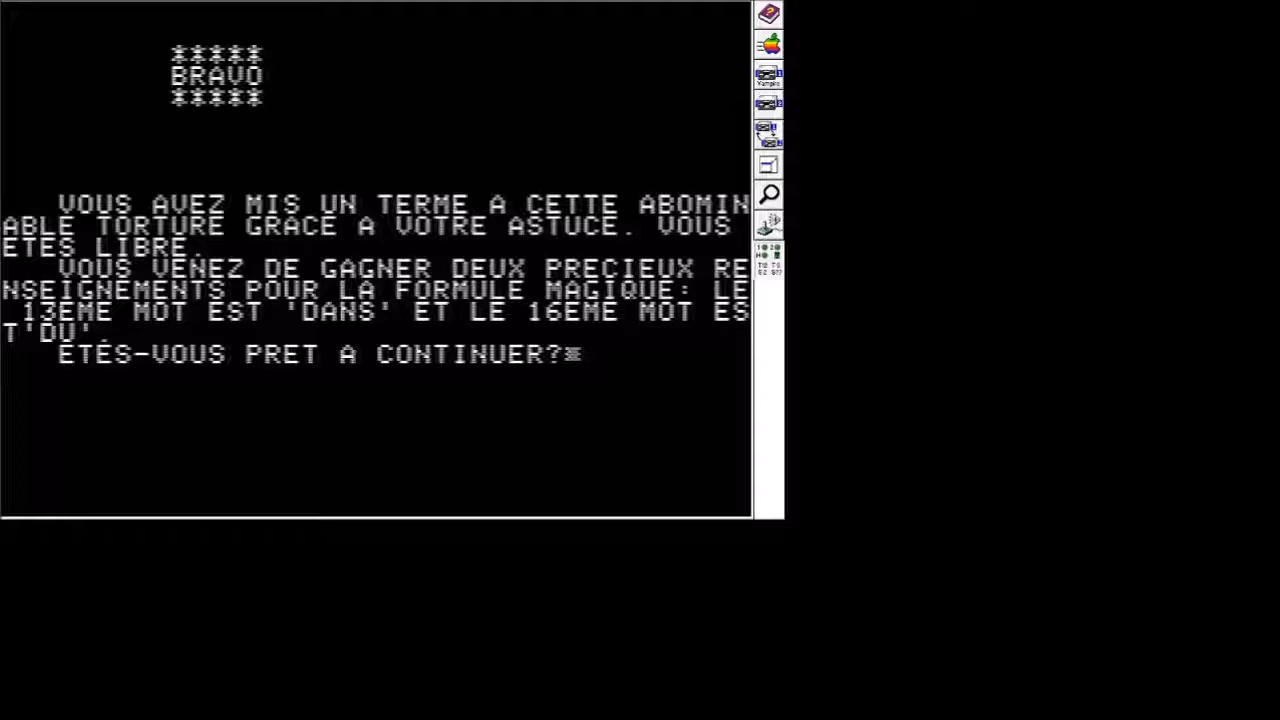 *****
BRAVO
*****
VOUS AVEZ MIS UN TERME A CETTE ABOMIN
ABLE TORTURE GRACE A VOTRE ASTUCE. VOUS
ETES LIBRE.
VOUS VENEZ DE GAGNER DEUX PRECIEUX RE
NSEIGNEMENTS POUR LA FORMULE MAGIQUE: LE
13EME MOT EST 'DANS' ET LE 16EME MOT ES
T'DU'.
ETES-VOUS PRET A CONTINUER?